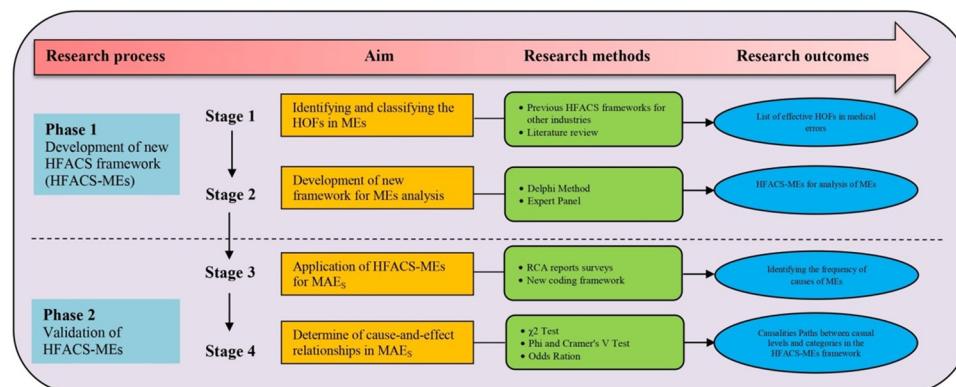 Research process
Aim
Research methods
Research outcomes
Phase 1
Development of new
HFACS framework
(HFACS-MEs)
Stage 1
Identifying and classifying the
HOFs in MEs
• Previous HFACS frameworks for
other industries
• Literature review
List of effective HOFs in medical
errors
Stage 2
Development of new
framework for MEs analysis
• Delphi Method
• Expert Panel
HFACS-MEs for analysis of MEs
Phase 2
Validation of
HFACS-MEs
Stage 3
Application of HFACS-MEs
for MAES
• RCA reports surveys
• New coding framework
Identifying the frequency of
causes of MEs
Stage 4
Determine of cause-and-effect
relationships in MAES
• χ2 Test
• Phi and Cramer's V Test
• Odds Ration
Causalities Paths between casual
levels and categories in the
HFACS-MEs framework